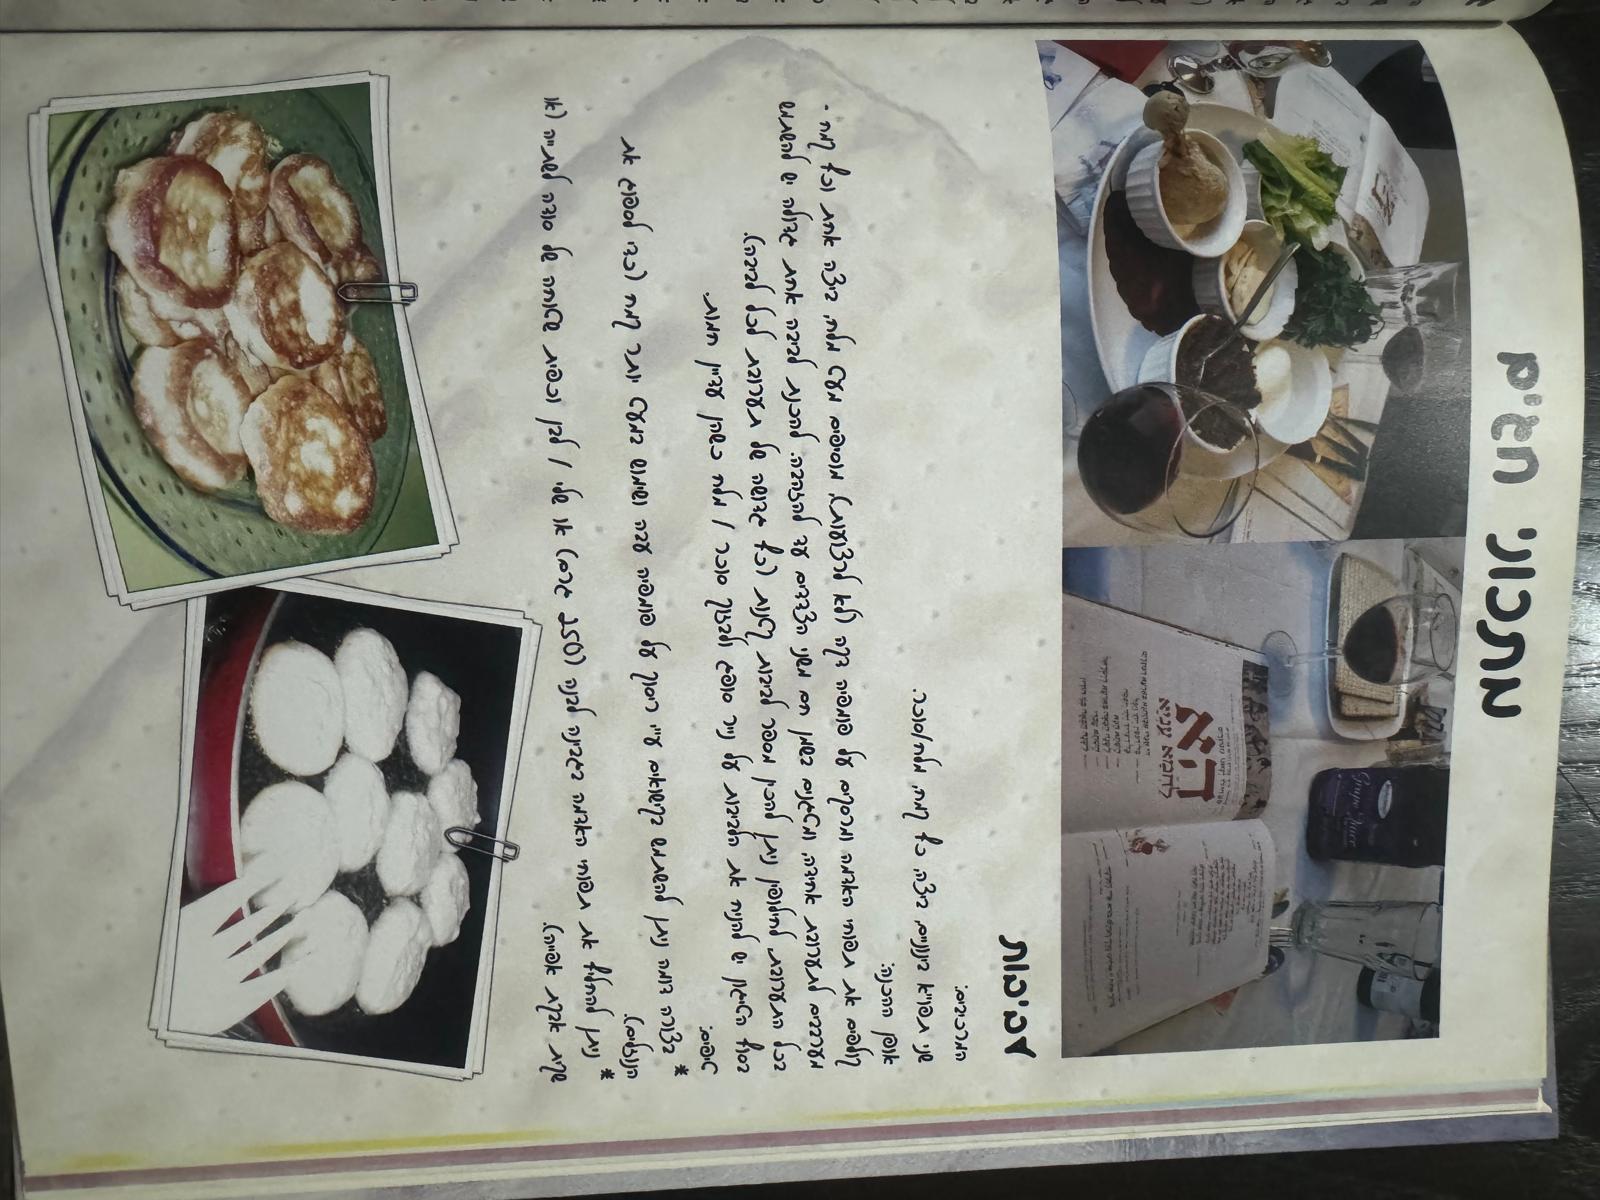 מתכוני חגים
Grape Juice
הא
לחמא עניא
לביבות
המרכיבים:
שני תפו"א בינוניים, ביצה, כף קמח, מלח/סוכר.
אופן ההכנה:
קולפים את תפוחי האדמה ומרסקים על פומפיה דקה (לא לרצועות), מוסיפים מעט מלח, ביצה אחת וכף קמח -
מערבבים לתערובת אחידה, ומטגנים בשמן חם משני הצדדים עד להזהבה. להכנת לביבה אחת גדולה יש להשתמש
בכל התערובת, לחילופין ניתן להכין מספר לביבות קטנות (כף גדושה של תערובת לכל לביבה).
בסוף הטיגון יש להניח את הלביבות על נייר סופג ולבזוק סוכר / מלח כשהן עדיין חמות.
טיפים:
* בצורה דומה ניתן להשתמש בקישואים ע"י ריסוק על פומפיה עבה ושימוש במעט יותר קמח (כדי לספוג את
הנוזלים).
* ניתן להחליף את תפוחי האדמה בגבינה לבנה (250 גרם) או שלי / לבן וכפית שטוחה של סודה לשתייה (או
שקית אבקת אפייה).